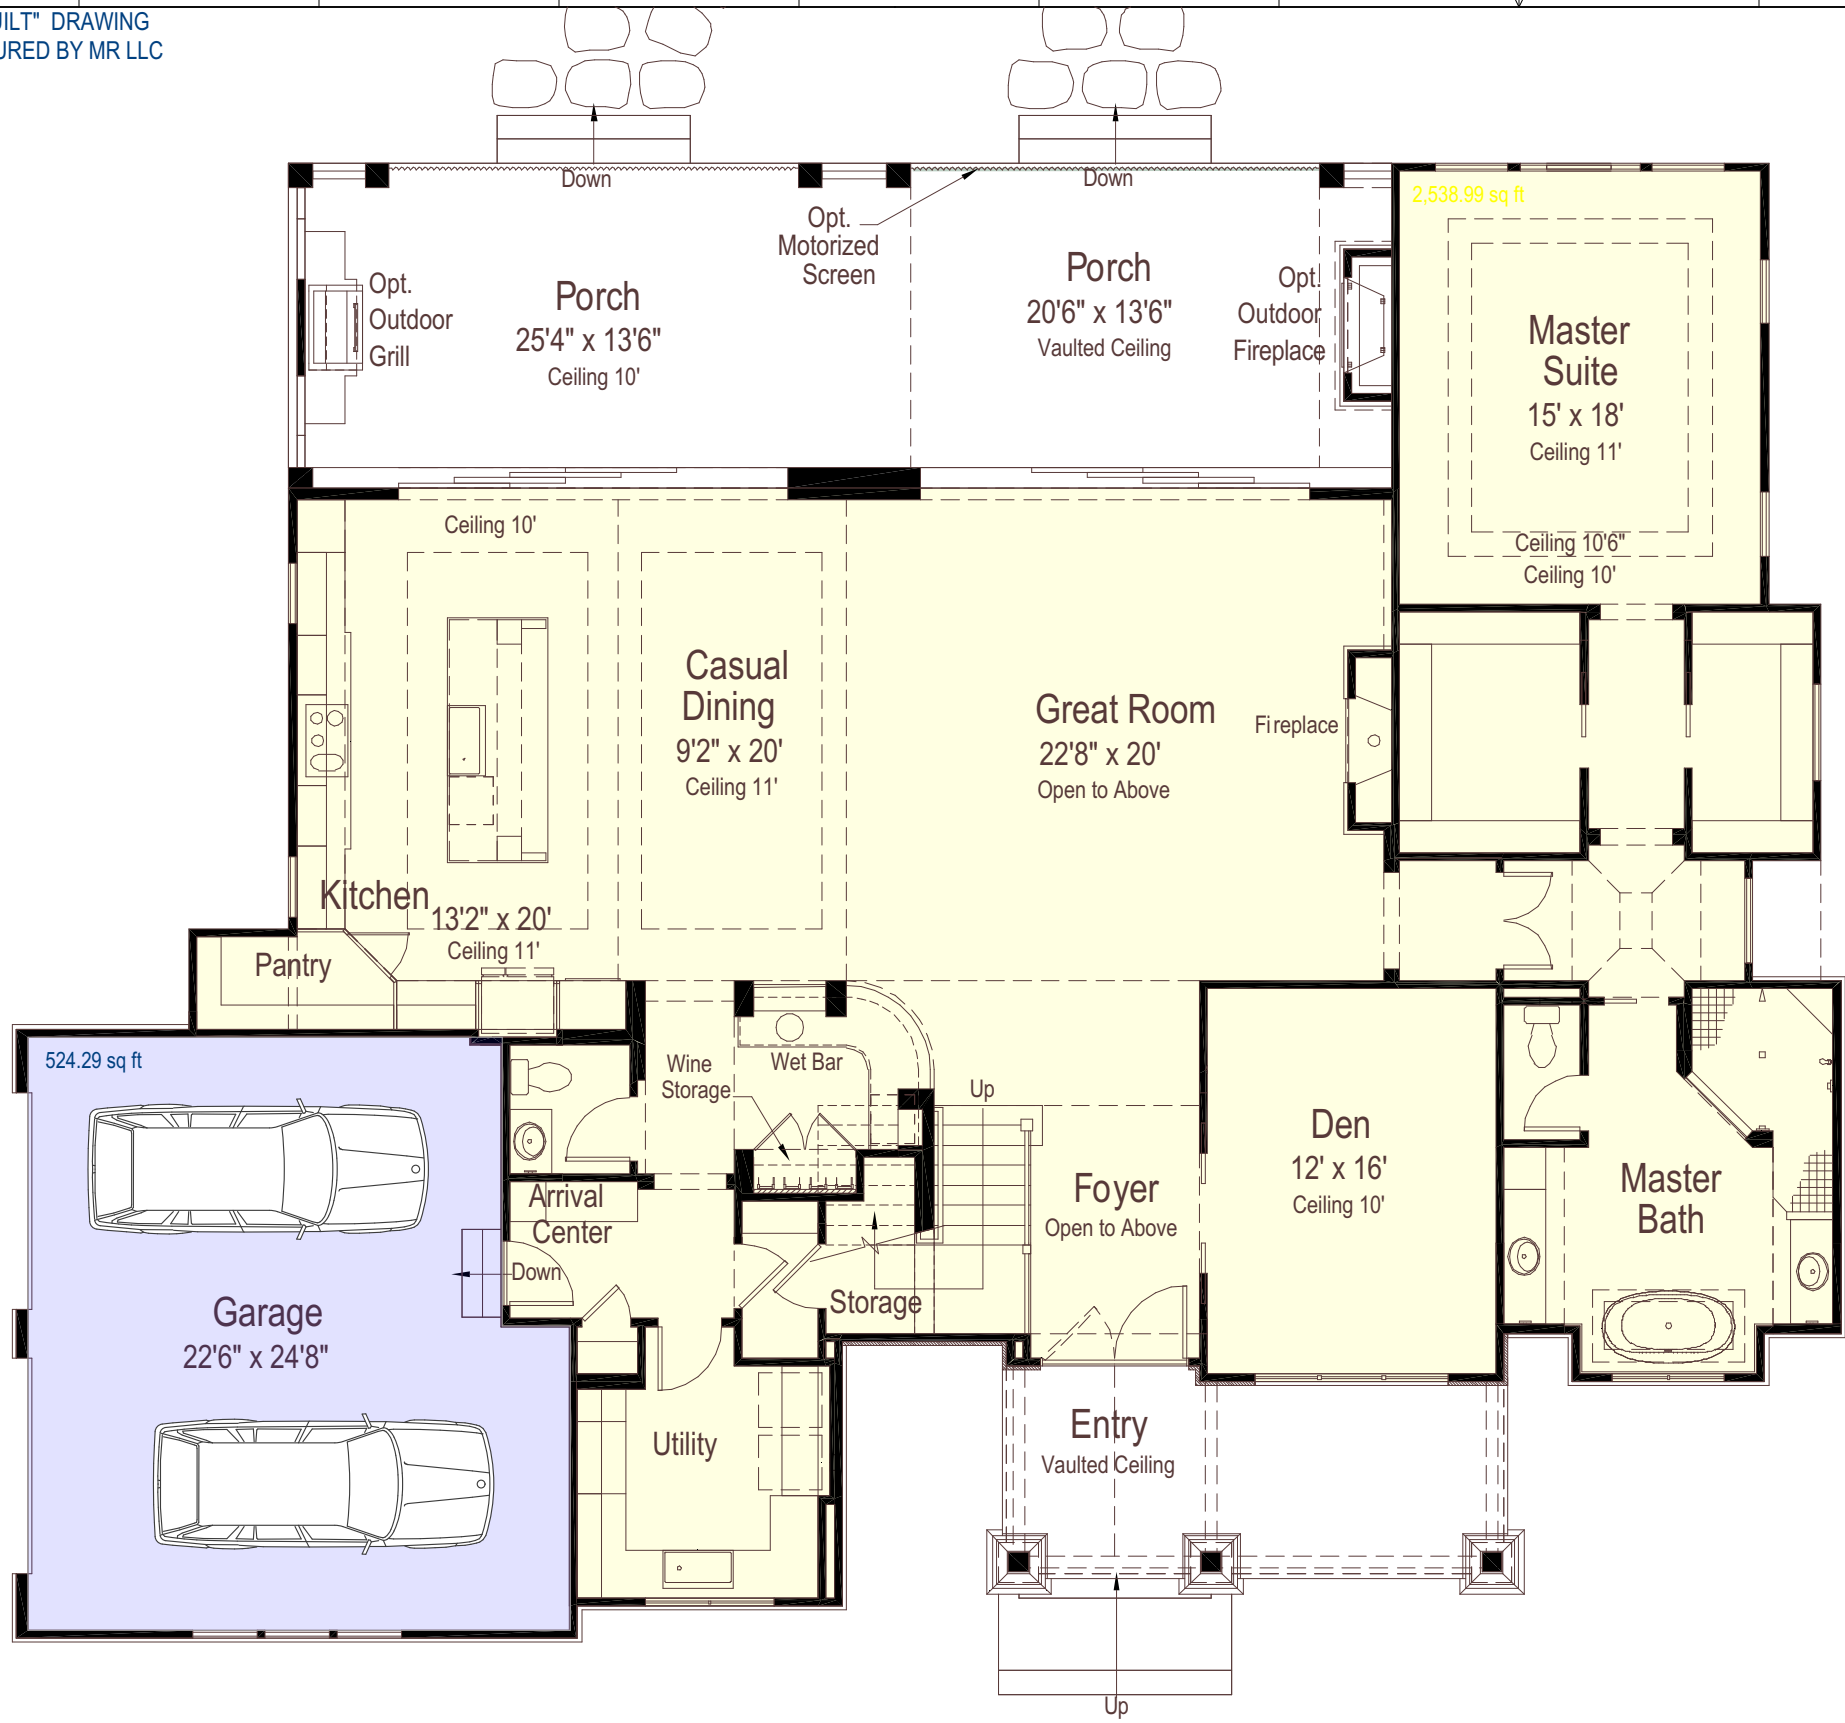 UILT" DRAWING
URED BY MR LLC
Down
Down
2,538.99 sq ft
Opt.
Motorized
Screen
Opt.
Outdoor
Grill
Porch
25'4" x 13'6"
Ceiling 10'
Porch
20'6" x 13'6"
Vaulted Ceiling
Opt.
Outdoor
Fireplace
Master
Suite
15' x 18'
Ceiling 11'
Ceiling 10'6"
Ceiling 10'
Ceiling 10'
Casual
Dining
9'2" x 20'
Ceiling 11'
Great Room
22'8" x 20'
Open to Above
Fireplace
Kitchen
13'2" x 20'
Ceiling 11'
Pantry
524.29 sq ft
Wine
Storage
Wet Bar
Up
Den
12' x 16'
Ceiling 10'
Foyer
Open to Above
Master
Bath
Arrival
Center
Down
Storage
Garage
22'6" x 24'8"
Utility
Entry
Vaulted Ceiling
Up